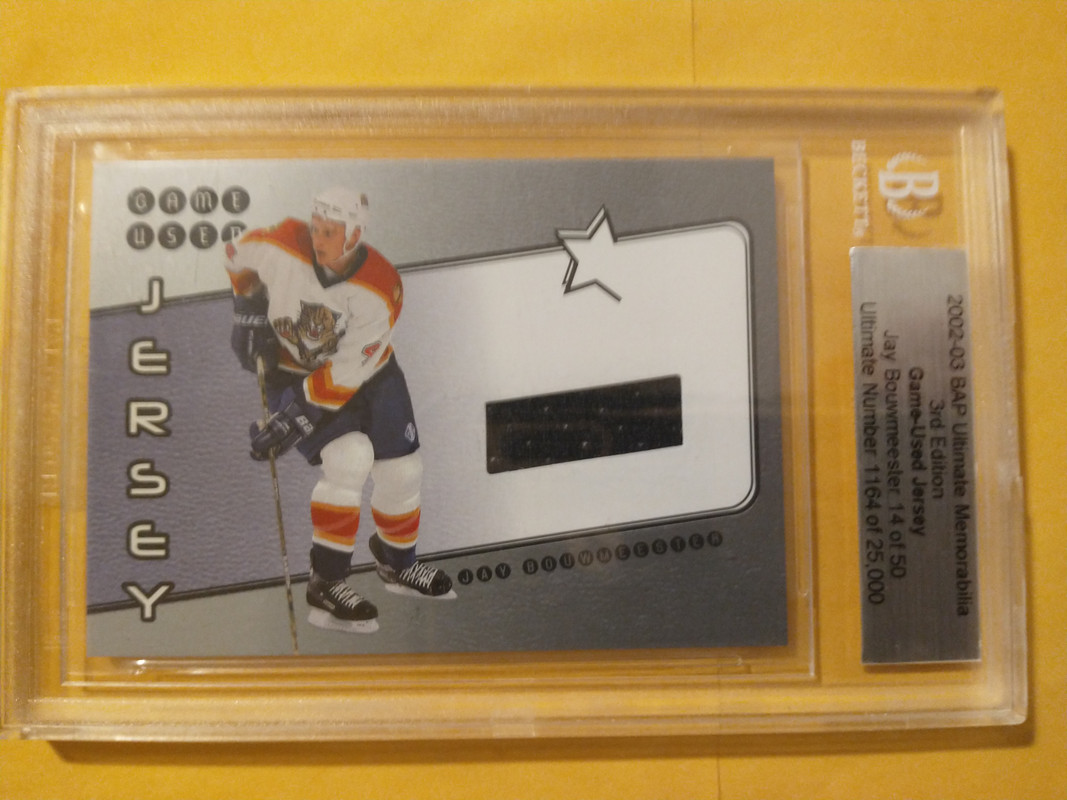 GAME
USED
JERSEY
JAY BOUWMEESTER
BAUER
B
BECKETT
2002-03 BAP Ultimate Memorabilia
3rd Edition
Game-Used Jersey
Jay Bouwmeester 14 of 50
Ultimate Number 1164 of 25,000